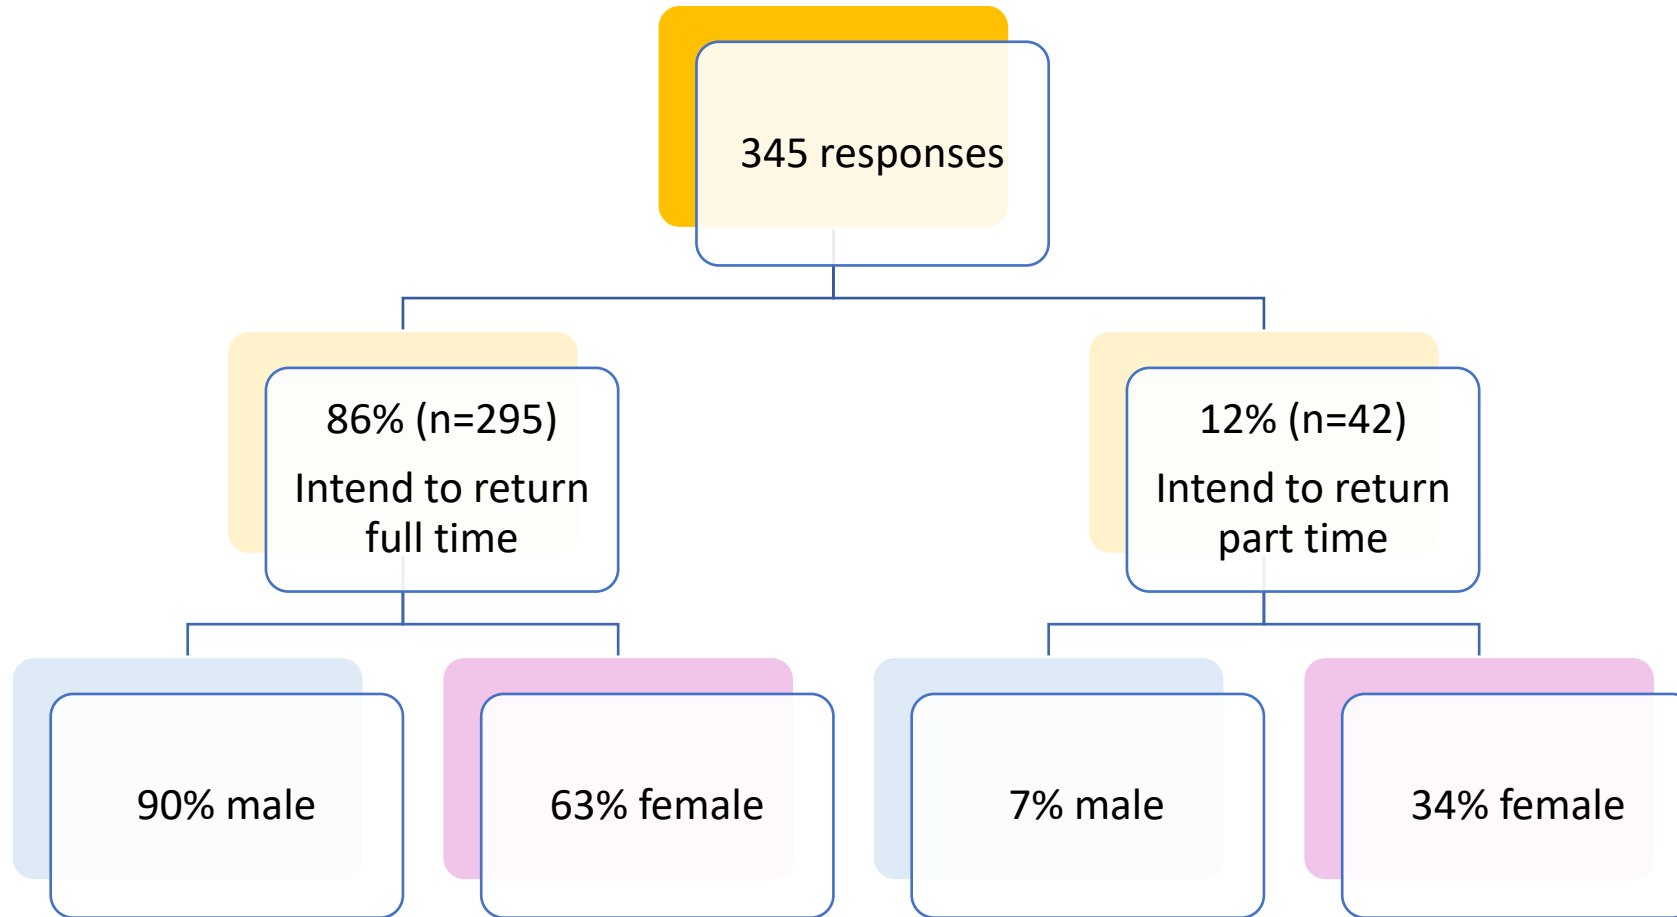 345 responses
86% (n=295)
Intend to return
full time
12% (n=42)
Intend to return
part time
90% male
63% female
7% male
34% female